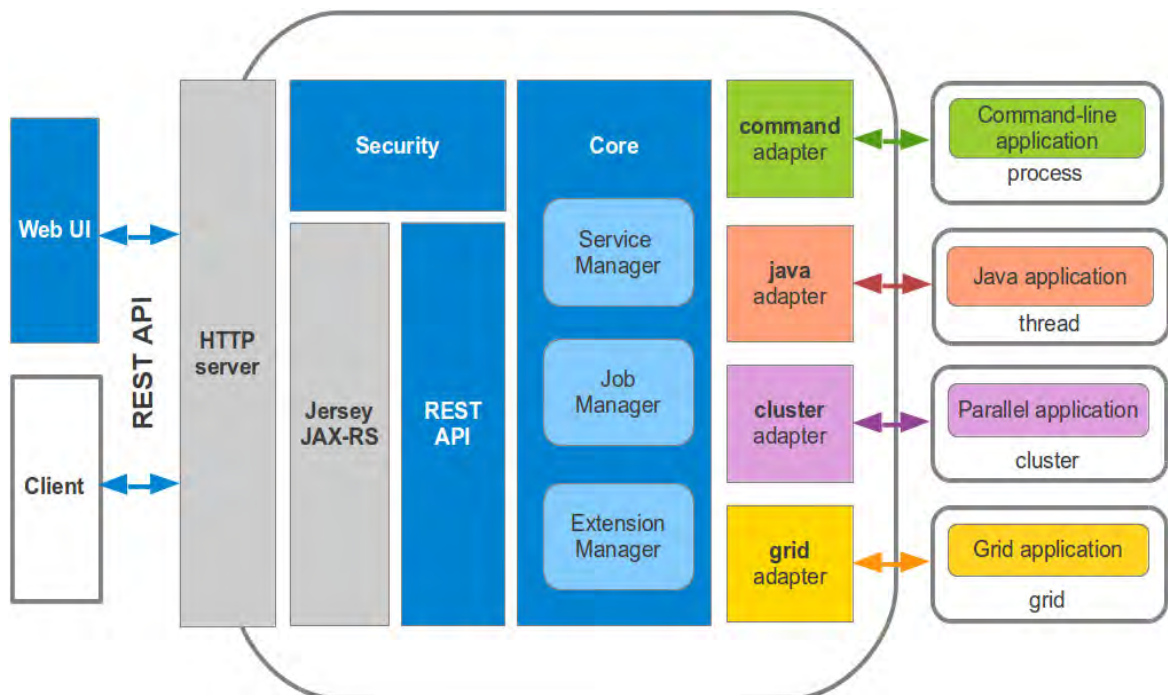 Web UI
Client
REST API
HTTP
server
Security
Jersey
JAX-RS
REST
API
Core
Service
Manager
Job
Manager
Extension
Manager
command
adapter
java
adapter
cluster
adapter
grid
adapter
Command-line
application
process
Java application
thread
Parallel application
cluster
Grid application
grid